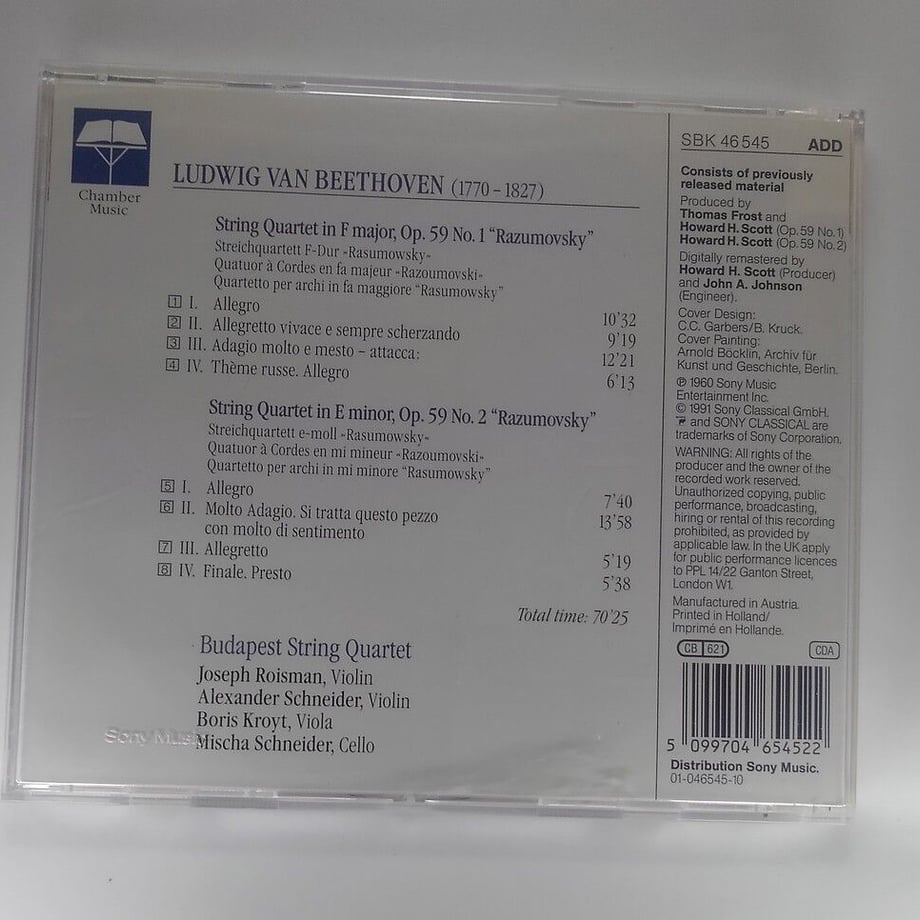 Chamber
Music
LUDWIG VAN BEETHOVEN (1770 – 1827)
String Quartet in F major, Op. 59 No. 1 “Razumovsky”
Streichquartett F-Dur »Rasumowsky«
Quatuor à Cordes en fa majeur «Razoumovski»
Quartetto per archi in fa maggiore “Rasumowsky”
1 I. Allegro 10'32
2 II. Allegretto vivace e sempre scherzando 9'19
3 III. Adagio molto e mesto – attacca: 12'21
4 IV. Thème russe. Allegro 6'13
String Quartet in E minor, Op. 59 No. 2 “Razumovsky”
Streichquartett e-moll »Rasumowsky«
Quatuor à Cordes en mi mineur «Razoumovski»
Quartetto per archi in mi minore “Rasumowsky”
5 I. Allegro 7'40
6 II. Molto Adagio. Si tratta questo pezzo
con molto di sentimento 13'58
7 III. Allegretto 5'19
8 IV. Finale. Presto 5'38
Total time: 70'25
Budapest String Quartet
Joseph Roisman, Violin
Alexander Schneider, Violin
Boris Kroyt, Viola
Mischa Schneider, Cello
Sony Music
SBK 46 545 ADD
Consists of previously
released material
Produced by
Thomas Frost and
Howard H. Scott (Op. 59 No. 1)
Howard H. Scott (Op. 59 No. 2)
Digitally remastered by
Howard H. Scott (Producer)
and John A. Johnson
(Engineer).
Cover Design:
C.C. Garbers/B. Kruck.
Cover Painting:
Arnold Böcklin, Archiv für
Kunst und Geschichte, Berlin.
℗ 1960 Sony Music
Entertainment Inc.
© 1991 Sony Classical GmbH.
and SONY CLASSICAL are
trademarks of Sony Corporation.
WARNING: All rights of the
producer and the owner of the
recorded work reserved.
Unauthorized copying, public
performance, broadcasting,
hiring or rental of this recording
prohibited, as provided by
applicable law. In the UK apply
for public performance licences
to PPL 14/22 Ganton Street,
London W1.
Manufactured in Austria.
Printed in Holland/
Imprimé en Hollande.
CB 621 CDA
5 099704 654522
Distribution Sony Music.
01-046545-10